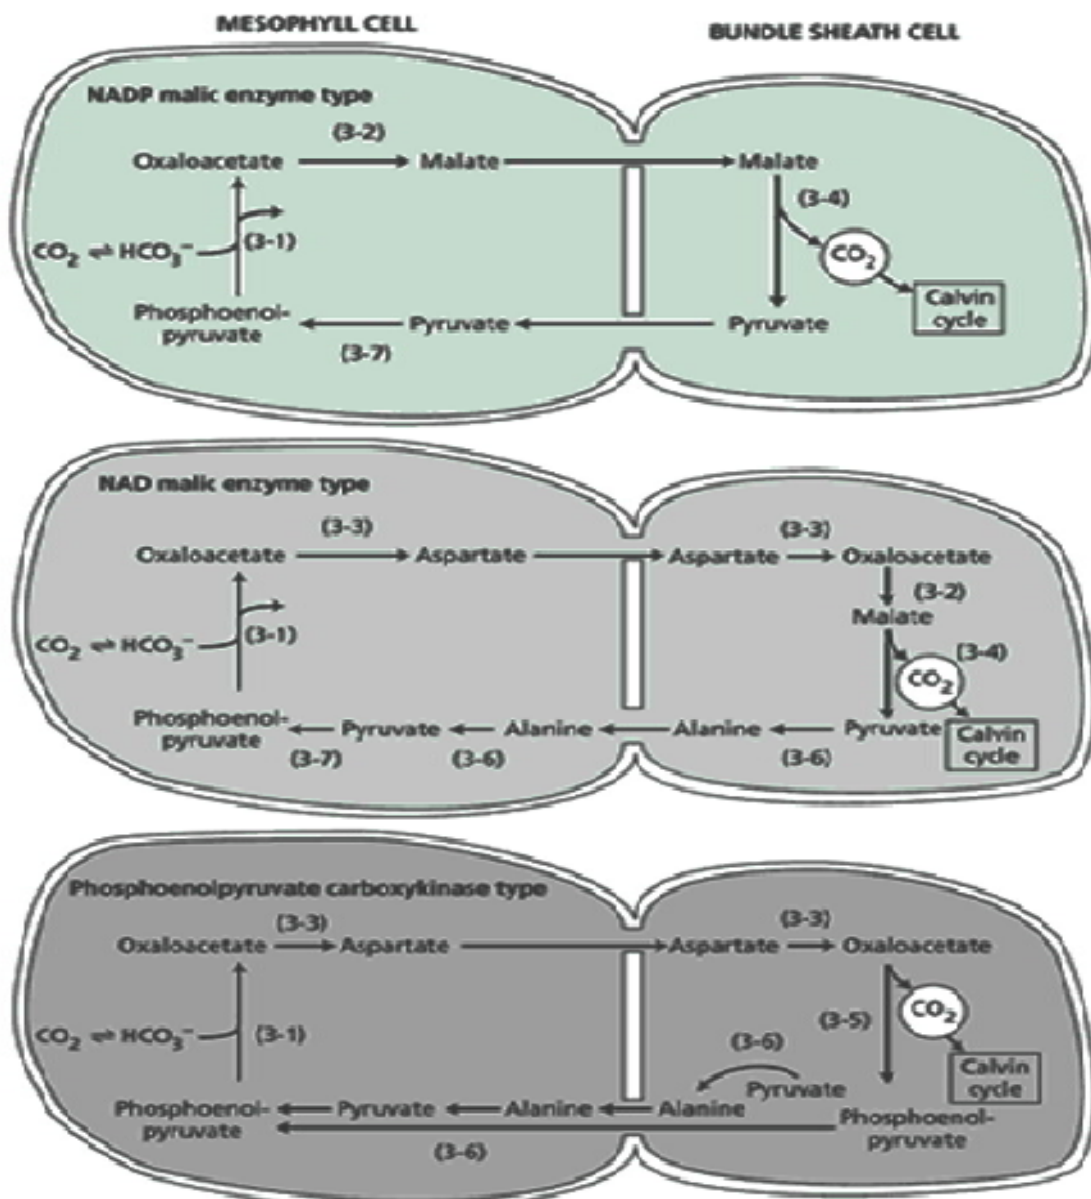 MESOPHYLL CELL
BUNDLE SHEATH CELL
NADP malic enzyme type
(3-2)
Oxaloacetate
Malate
Malate
(3-4)
CO₂ ⇌ HCO₃⁻
(3-1)
CO₂
Calvin
cycle
Phosphoenol-
pyruvate
Pyruvate
Pyruvate
(3-7)
NAD malic enzyme type
(3-3)
(3-3)
Oxaloacetate
Aspartate
Aspartate
Oxaloacetate
(3-2)
Malate
CO₂ ⇌ HCO₃⁻
(3-1)
(3-4)
CO₂
Phosphoenol-
pyruvate
Pyruvate
Alanine
Alanine
Pyruvate
Calvin
cycle
(3-7)
(3-6)
(3-6)
Phosphoenolpyruvate carboxykinase type
(3-3)
(3-3)
Oxaloacetate
Aspartate
Aspartate
Oxaloacetate
CO₂ ⇌ HCO₃⁻
(3-1)
(3-5)
CO₂
(3-6)
Pyruvate
Calvin
cycle
Phosphoenol-
pyruvate
Pyruvate
Alanine
Alanine
Phosphoenol-
pyruvate
(3-6)